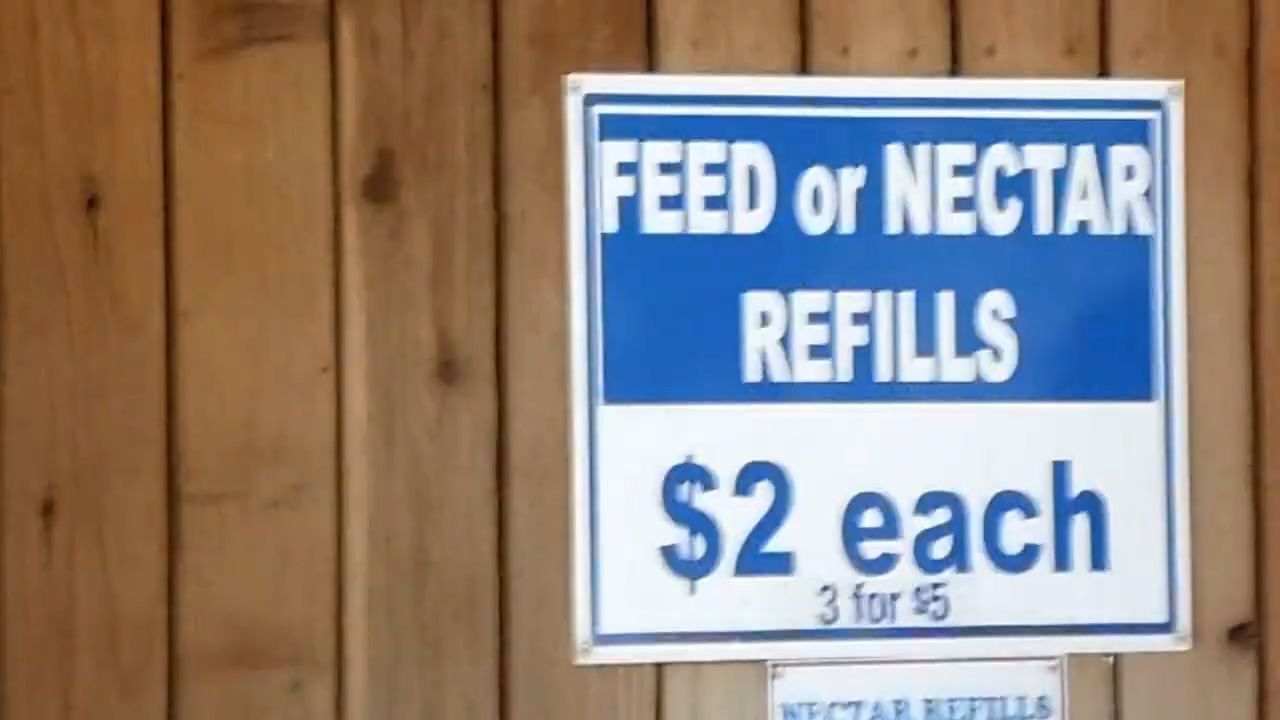 FEED or NECTAR
REFILLS
$2 each
3 for $5
NECTAR REFILLS